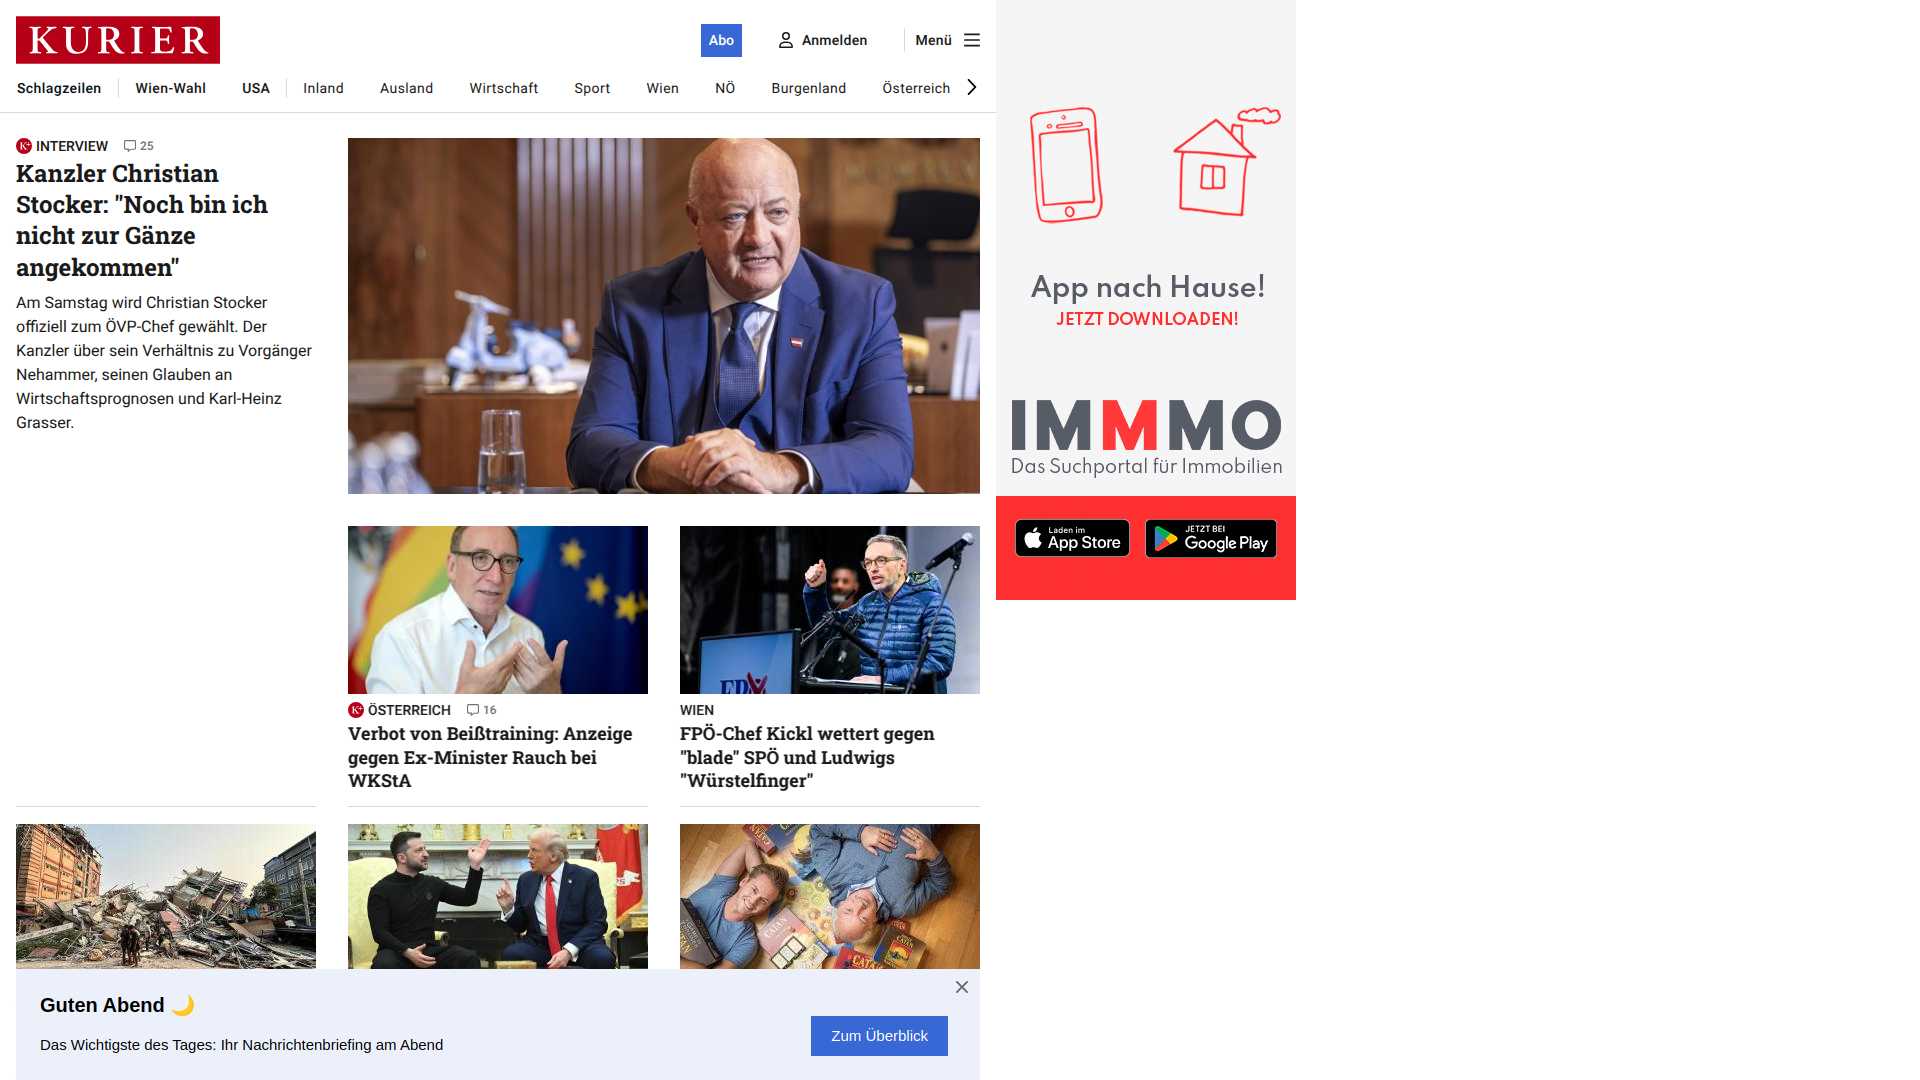 KURIER
Abo
Anmelden
Menü
Schlagzeilen
Wien-Wahl
USA
Inland
Ausland
Wirtschaft
Sport
Wien
NÖ
Burgenland
Österreich
INTERVIEW
25
Kanzler Christian
Stocker: "Noch bin ich
nicht zur Gänze
angekommen"
Am Samstag wird Christian Stocker
offiziell zum ÖVP-Chef gewählt. Der
Kanzler über sein Verhältnis zu Vorgänger
Nehammer, seinen Glauben an
Wirtschaftsprognosen und Karl-Heinz
Grasser.
ÖSTERREICH
16
Verbot von Beißtraining: Anzeige
gegen Ex-Minister Rauch bei
WKStA
WIEN
FPÖ-Chef Kickl wettert gegen
"blade" SPÖ und Ludwigs
"Würstelfinger"
CATAN
CATAN
CATAN
Guten Abend
Das Wichtigste des Tages: Ihr Nachrichtenbriefing am Abend
Zum Überblick
App nach Hause!
JETZT DOWNLOADEN!
IMMMO
Das Suchportal für Immobilien
Laden im
App Store
JETZT BEI
Google Play